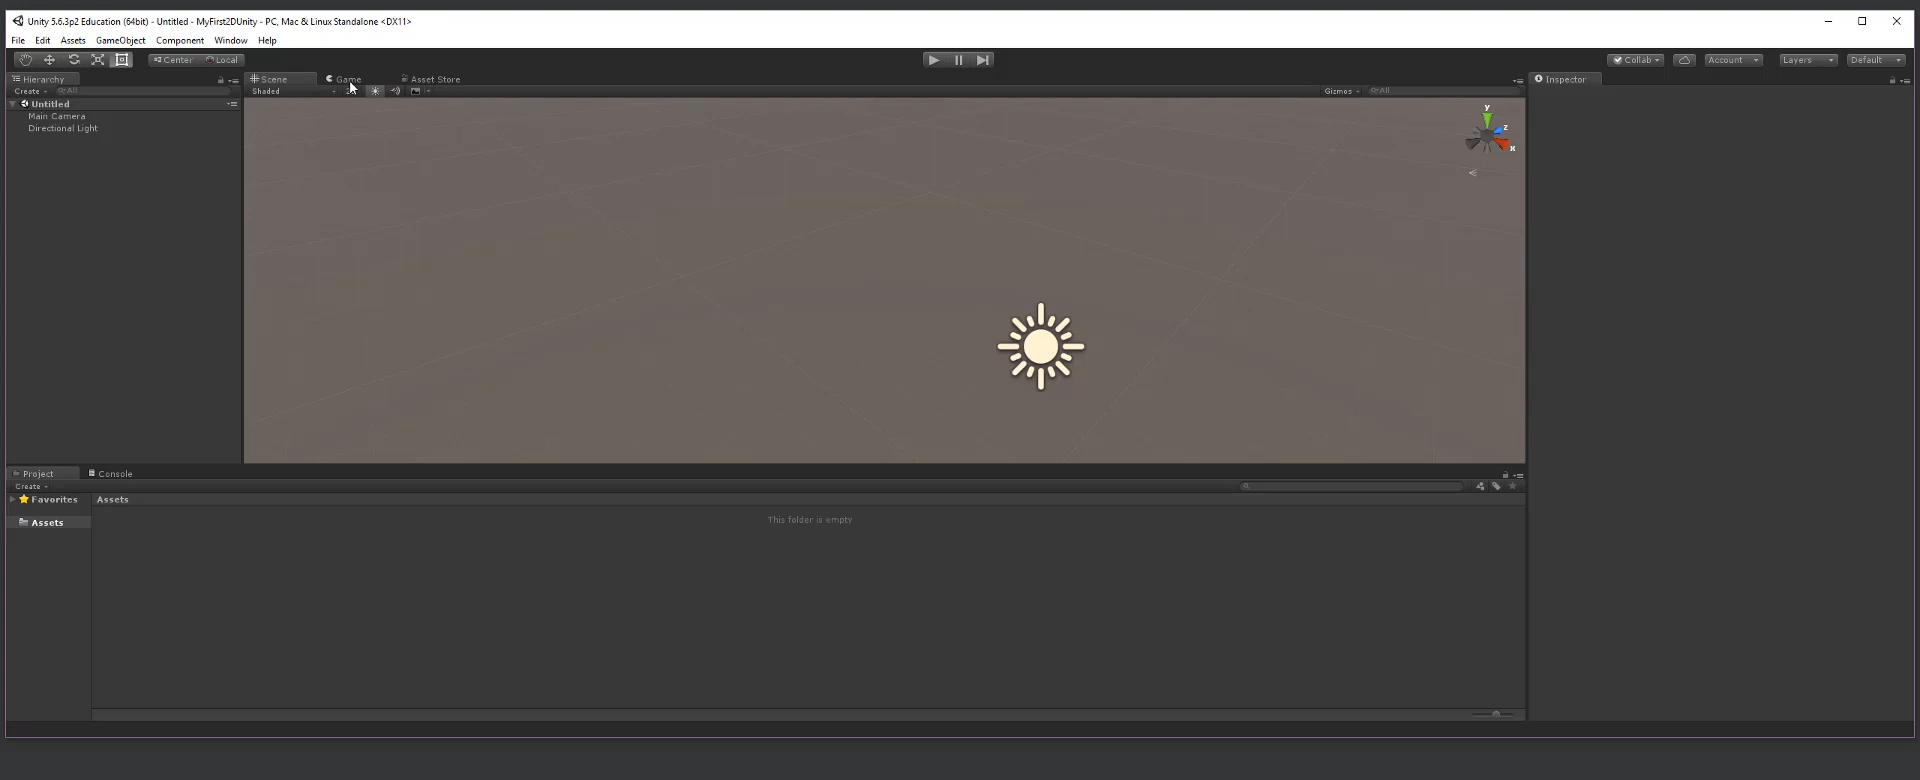 Unity 5.6.3p2 Education (64bit) - Untitled - MyFirst2DUnity - PC, Mac & Linux Standalone <DX11>
File Edit Assets GameObject Component Window Help
Center Local
Collab Account Layers Default
Hierarchy
Scene Game Asset Store
Inspector
Create All
Shaded
Gizmos All
Untitled
Main Camera
Directional Light
y
z
x
Project Console
Create
Favorites
Assets
Assets
This folder is empty